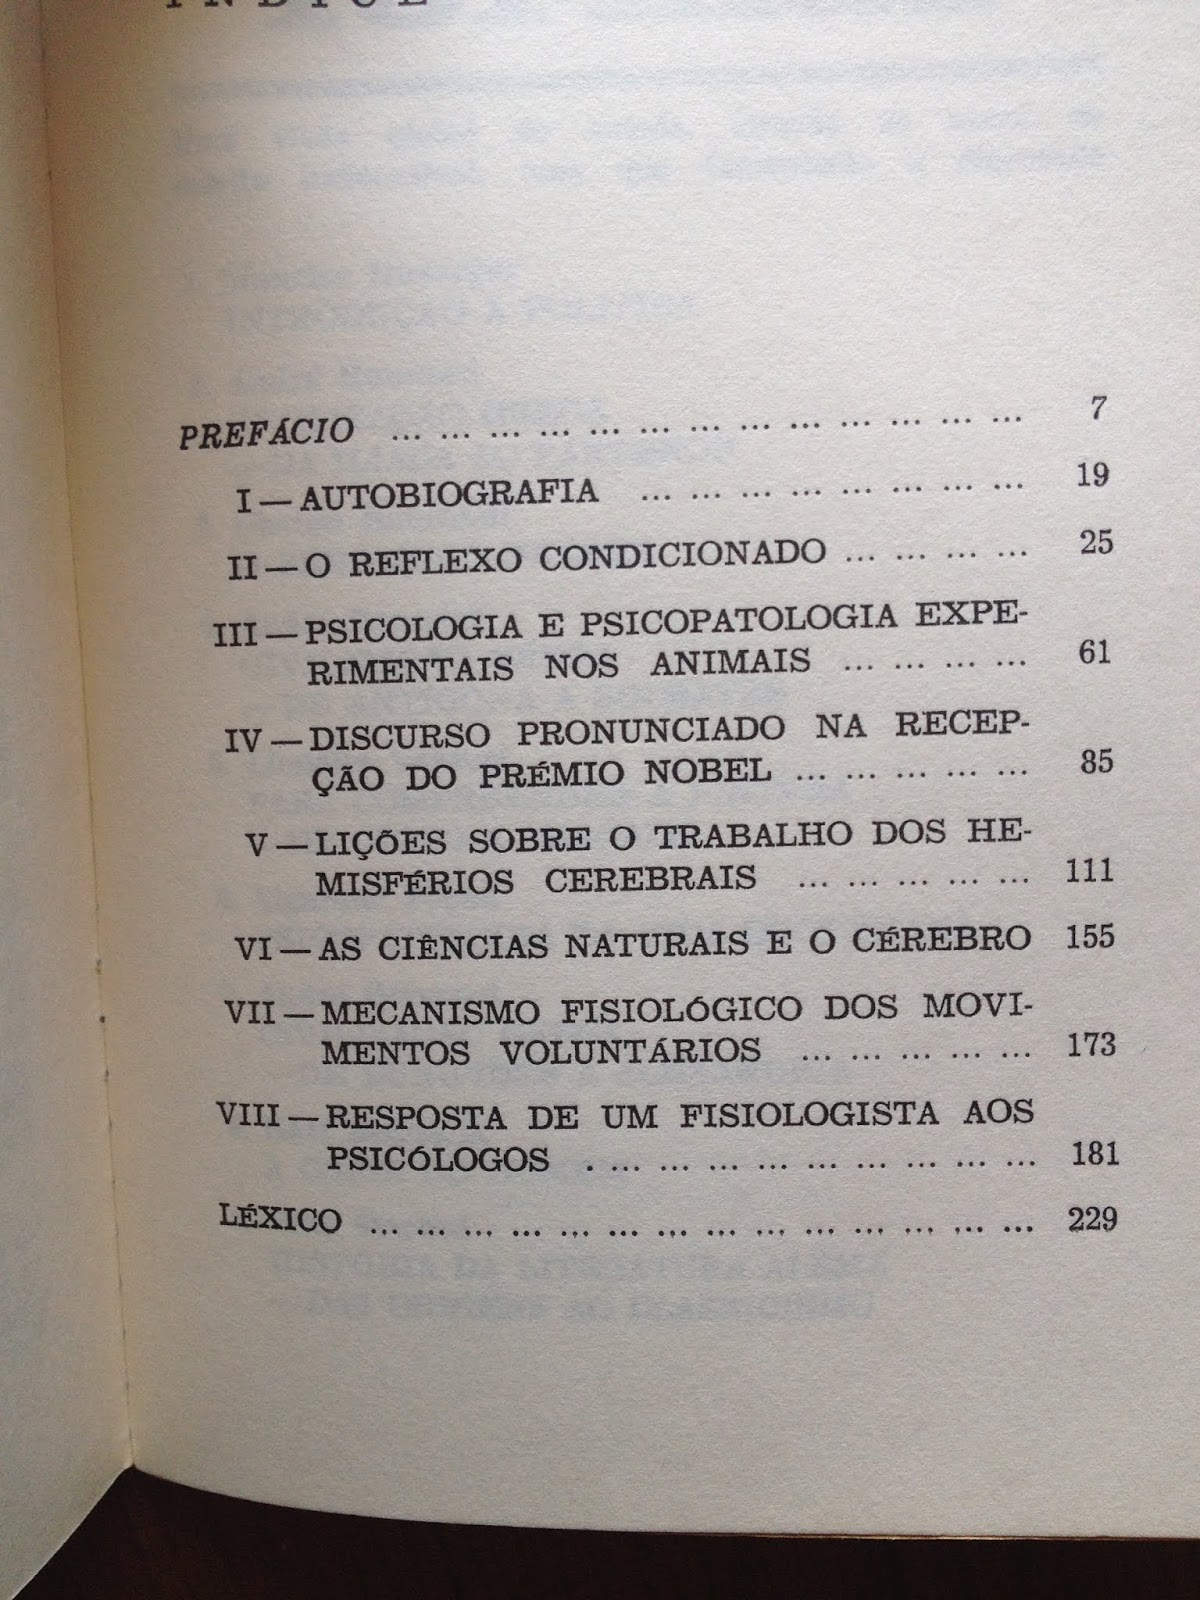 ÍNDICE
PREFÁCIO ... ... ... ... ... ... ... ... ... ... ... ... ... 7
I — AUTOBIOGRAFIA ... ... ... ... ... ... ... ... 19
II — O REFLEXO CONDICIONADO ... ... ... ... 25
III — PSICOLOGIA E PSICOPATOLOGIA EXPE-
RIMENTAIS NOS ANIMAIS ... ... ... ... 61
IV — DISCURSO PRONUNCIADO NA RECEP-
ÇÃO DO PRÉMIO NOBEL ... ... ... ... ... 85
V — LIÇÕES SOBRE O TRABALHO DOS HE-
MISFÉRIOS CEREBRAIS ... ... ... ... ... 111
VI — AS CIÊNCIAS NATURAIS E O CÉREBRO 155
VII — MECANISMO FISIOLÓGICO DOS MOVI-
MENTOS VOLUNTÁRIOS ... ... ... ... ... 173
VIII — RESPOSTA DE UM FISIOLOGISTA AOS
PSICÓLOGOS . ... ... ... ... ... ... ... ... ... 181
LÉXICO ... ... ... ... ... ... ... ... ... ... ... ... ... ... 229